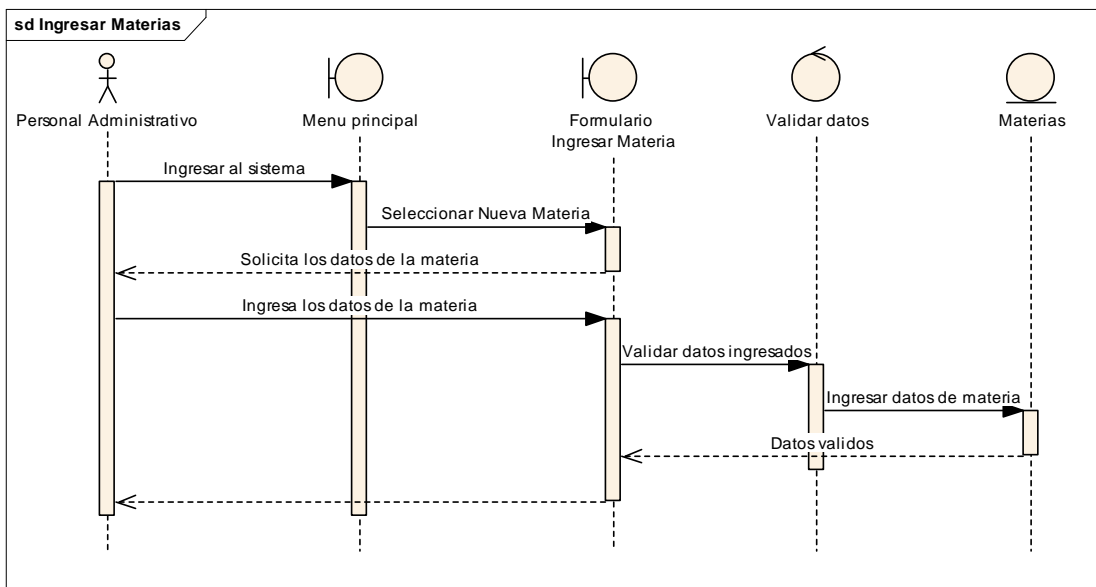 sd Ingresar Materias
Personal Administrativo
Menu principal
Formulario
Ingresar Materia
Validar datos
Materias
Ingresar al sistema
Seleccionar Nueva Materia
Solicita los datos de la materia
Ingresa los datos de la materia
Validar datos ingresados
Ingresar datos de materia
Datos validos